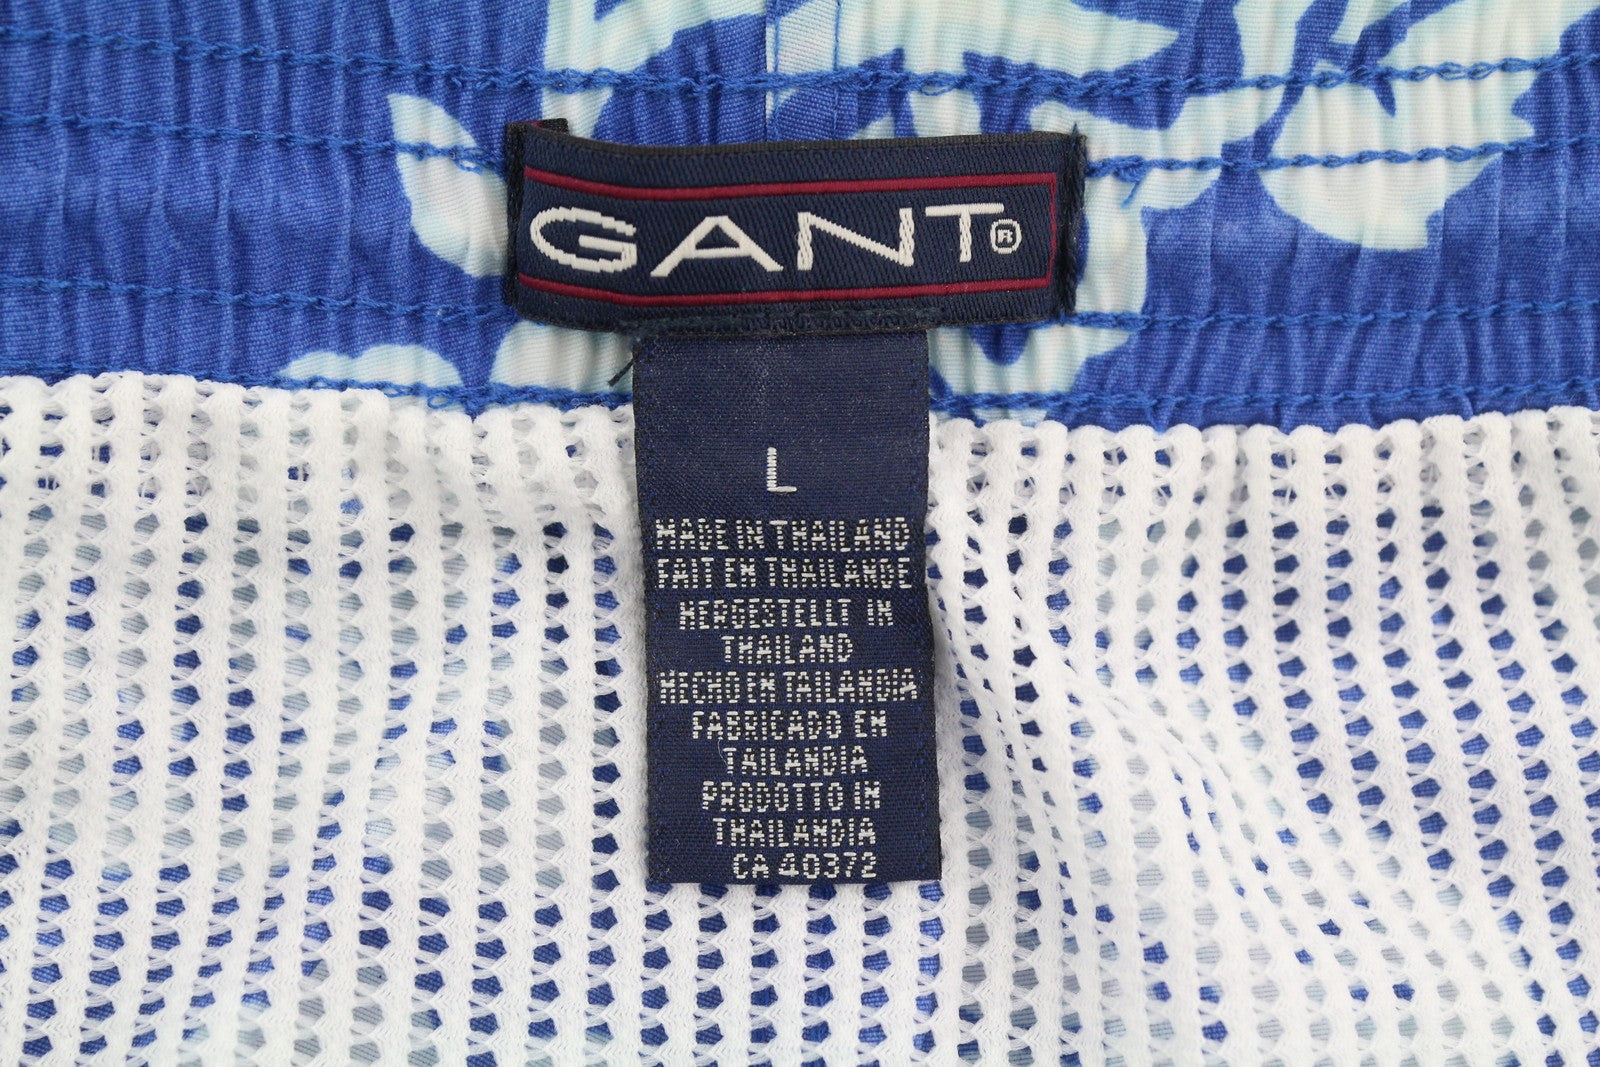 GANT®
L
MADE IN THAILAND
FAIT EN THAILANDE
HERGESTELLT IN
THAILAND
HECHO EN TAILANDIA
FABRICADO EN
TAILANDIA
PRODOTTO IN
THAILANDIA
CA 40372